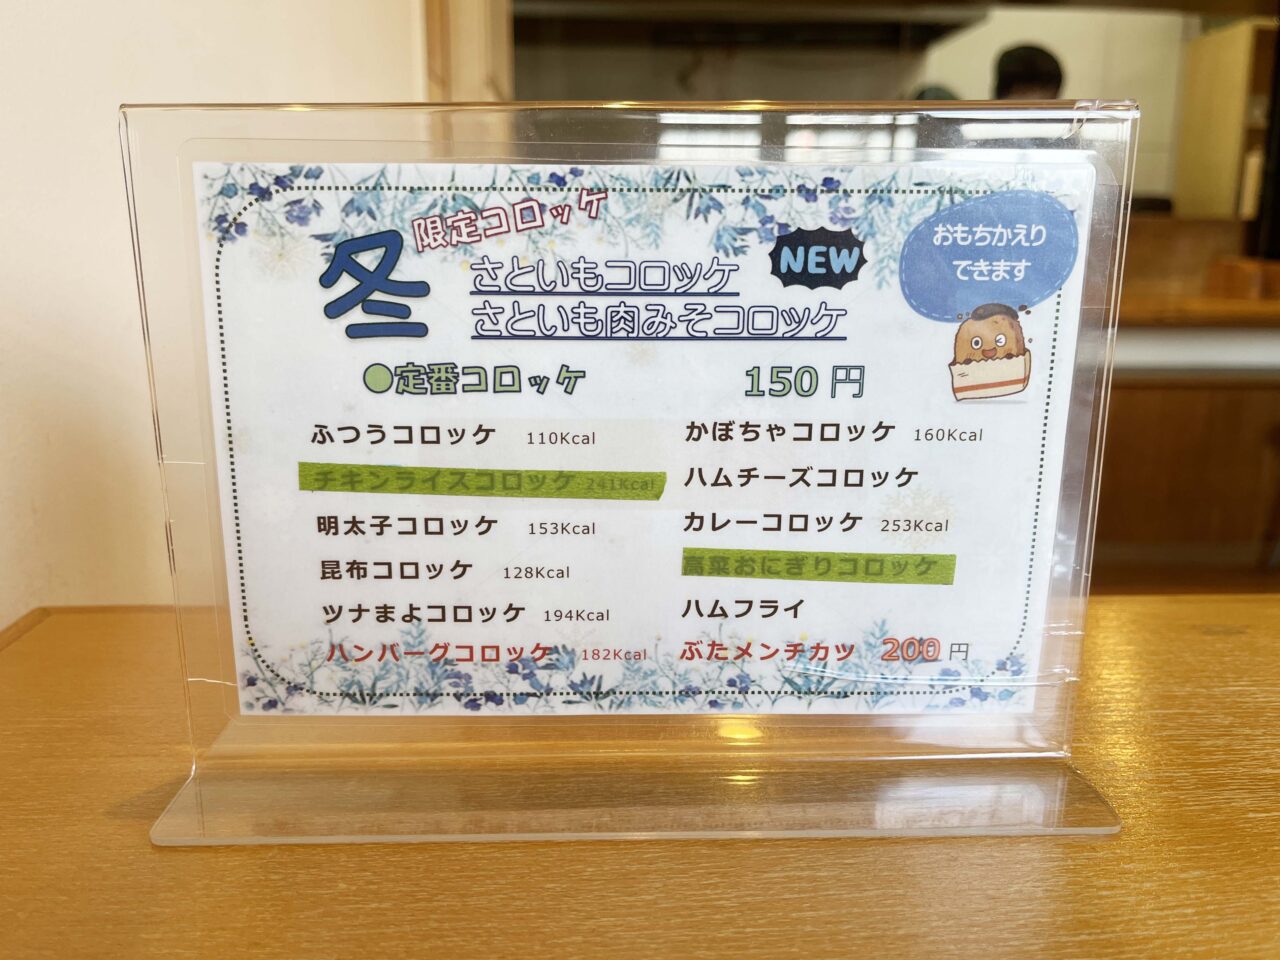 冬
限定コロッケ
さといもコロッケ
NEW
さといも肉みそコロッケ
おもちかえり
できます
●定番コロッケ 150円
ふつうコロッケ 110Kcal
チキンライスコロッケ 241Kcal
明太子コロッケ 153Kcal
昆布コロッケ 128Kcal
ツナまよコロッケ 194Kcal
ハンバーグコロッケ 182Kcal
かぼちゃコロッケ 160Kcal
ハムチーズコロッケ
カレーコロッケ 253Kcal
高菜おにぎりコロッケ
ハムフライ
ぶたメンチカツ 200円